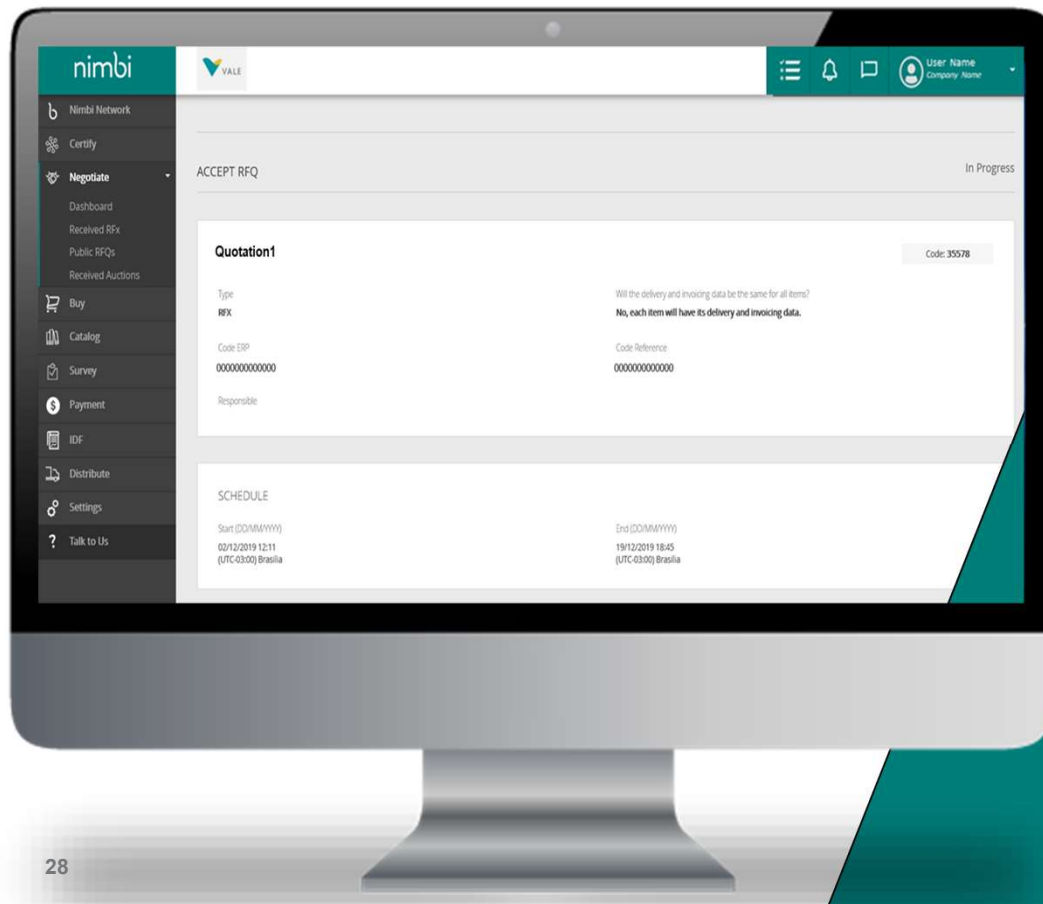 nimbi
VALE
User Name
Company Name
Nimbi Network
Certify
Negotiate
Dashboard
Received RFx
Public RFQs
Received Auctions
Buy
Catalog
Survey
Payment
IDF
Distribute
Settings
Talk to Us
ACCEPT RFQ
In Progress
Quotation1
Code: 35578
Type
RFX
Will the delivery and invoicing data be the same for all items?
No, each item will have its delivery and invoicing data.
Code ERP
0000000000000
Code Reference
0000000000000
Responsible
SCHEDULE
Start (DD/MM/YYYY)
02/12/2019 12:11
(UTC-03:00) Brasilia
End (DD/MM/YYYY)
19/12/2019 18:45
(UTC-03:00) Brasilia
28